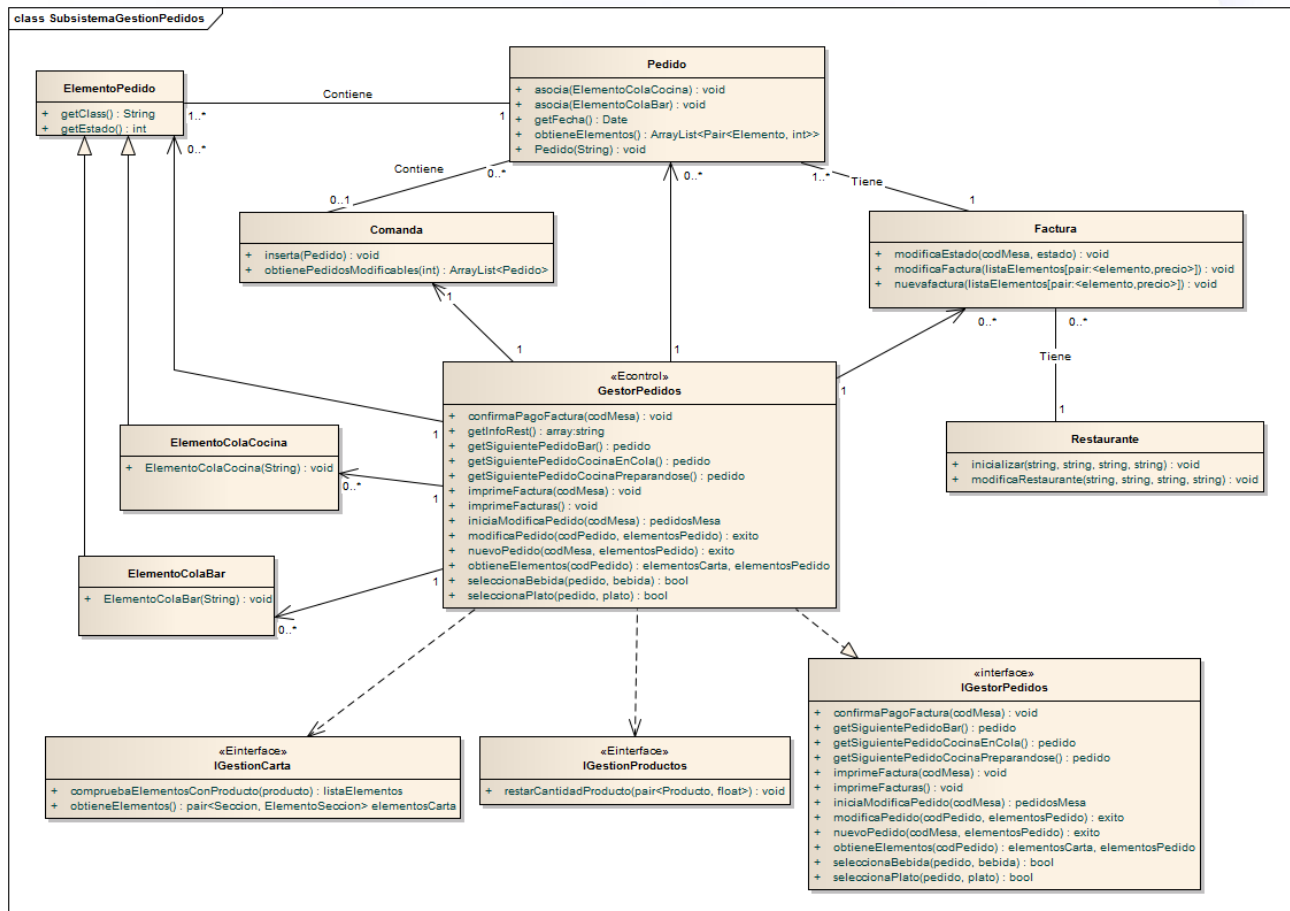 class SubsistemaGestionPedidos
ElementoPedido
+ getClass() : String
+ getEstado() : int
Contiene
1..*
1
0..*
Pedido
+ asocia(ElementoColaCocina) : void
+ asocia(ElementoColaBar) : void
+ getFecha() : Date
+ obtieneElementos() : ArrayList<Pair<Elemento, int>>
+ Pedido(String) : void
Contiene
0..*
0..1
0..*
1..*
Tiene
1
Comanda
+ inserta(Pedido) : void
+ obtienePedidosModificables(int) : ArrayList<Pedido>
Factura
+ modificaEstado(codMesa, estado) : void
+ modificaFactura(listaElementos[pair:<elemento,precio>]) : void
+ nuevafactura(listaElementos[pair:<elemento,precio>]) : void
1
1
1
0..*
0..*
Tiene
1
1
«Econtrol»
GestorPedidos
+ confirmaPagoFactura(codMesa) : void
+ getInfoRest() : array:string
+ getSiguientePedidoBar() : pedido
+ getSiguientePedidoCocinaEnCola() : pedido
+ getSiguientePedidoCocinaPreparandose() : pedido
+ imprimeFactura(codMesa) : void
+ imprimeFacturas() : void
+ iniciaModificaPedido(codMesa) : pedidosMesa
+ modificaPedido(codPedido, elementosPedido) : exito
+ nuevoPedido(codMesa, elementosPedido) : exito
+ obtieneElementos(codPedido) : elementosCarta, elementosPedido
+ seleccionaBebida(pedido, bebida) : bool
+ seleccionaPlato(pedido, plato) : bool
Restaurante
+ inicializar(string, string, string, string) : void
+ modificaRestaurante(string, string, string, string) : void
ElementoColaCocina
+ ElementoColaCocina(String) : void
1
0..*
1
ElementoColaBar
+ ElementoColaBar(String) : void
1
0..*
«Einterface»
IGestionCarta
+ compruebaElementosConProducto(producto) : listaElementos
+ obtieneElementos() : pair<Seccion, ElementoSeccion> elementosCarta
«Einterface»
IGestionProductos
+ restarCantidadProducto(pair<Producto, float>) : void
«interface»
IGestorPedidos
+ confirmaPagoFactura(codMesa) : void
+ getSiguientePedidoBar() : pedido
+ getSiguientePedidoCocinaEnCola() : pedido
+ getSiguientePedidoCocinaPreparandose() : pedido
+ imprimeFactura(codMesa) : void
+ imprimeFacturas() : void
+ iniciaModificaPedido(codMesa) : pedidosMesa
+ modificaPedido(codPedido, elementosPedido) : exito
+ nuevoPedido(codMesa, elementosPedido) : exito
+ obtieneElementos(codPedido) : elementosCarta, elementosPedido
+ seleccionaBebida(pedido, bebida) : bool
+ seleccionaPlato(pedido, plato) : bool